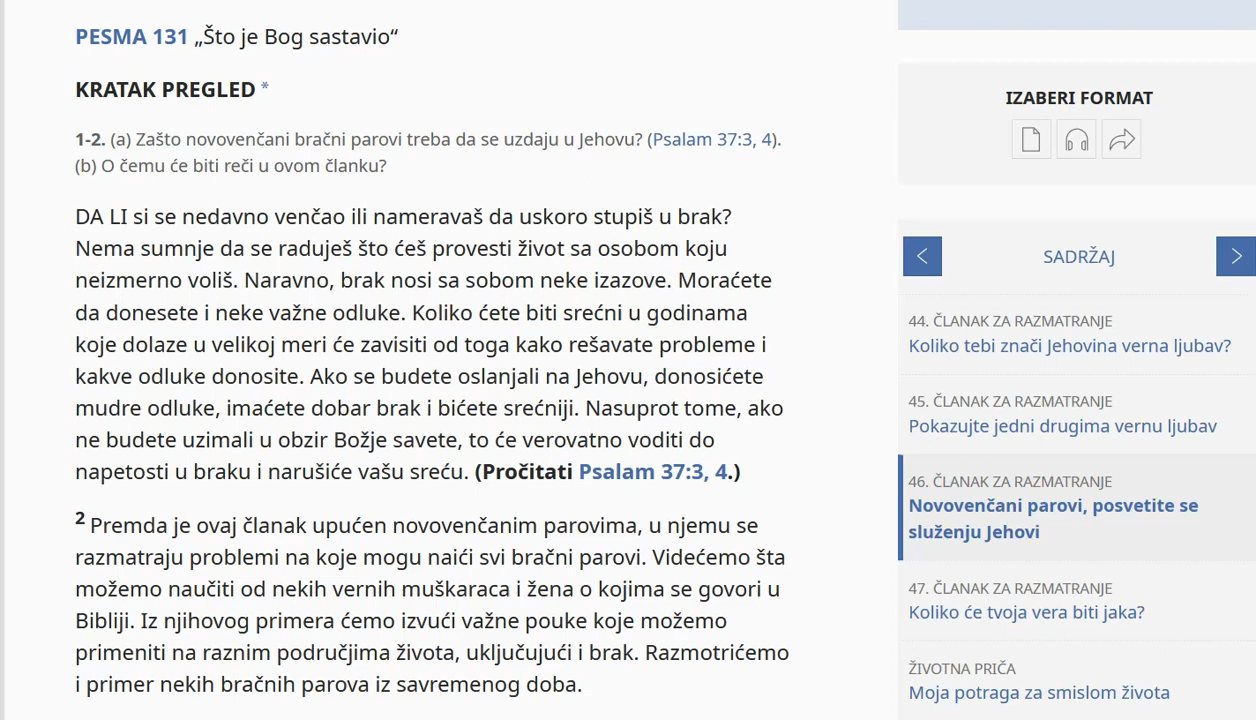 PESMA 131 „Što je Bog sastavio“
KRATAK PREGLED *
1-2. (a) Zašto novovenčani bračni parovi treba da se uzdaju u Jehovu? (Psalam 37:3, 4).
(b) O čemu će biti reči u ovom članku?
DA LI si se nedavno venčao ili nameravaš da uskoro stupiš u brak?
Nema sumnje da se raduješ što ćeš provesti život sa osobom koju
neizmerno voliš. Naravno, brak nosi sa sobom neke izazove. Moraćete
da donesete i neke važne odluke. Koliko ćete biti srećni u godinama
koje dolaze u velikoj meri će zavisiti od toga kako rešavate probleme i
kakve odluke donosite. Ako se budete oslanjali na Jehovu, donosićete
mudre odluke, imaćete dobar brak i bićete srećniji. Nasuprot tome, ako
ne budete uzimali u obzir Božje savete, to će verovatno voditi do
napetosti u braku i narušiće vašu sreću. (Pročitati Psalam 37:3, 4.)
2 Premda je ovaj članak upućen novovenčanim parovima, u njemu se
razmatraju problemi na koje mogu naići svi bračni parovi. Videćemo šta
možemo naučiti od nekih vernih muškaraca i žena o kojima se govori u
Bibliji. Iz njihovog primera ćemo izvući važne pouke koje možemo
primeniti na raznim područjima života, uključujući i brak. Razmotrićemo
i primer nekih bračnih parova iz savremenog doba.
IZABERI FORMAT
SADRŽAJ
44. ČLANAK ZA RAZMATRANJE
Koliko tebi znači Jehovina verna ljubav?
45. ČLANAK ZA RAZMATRANJE
Pokazujte jedni drugima vernu ljubav
46. ČLANAK ZA RAZMATRANJE
Novovenčani parovi, posvetite se
služenju Jehovi
47. ČLANAK ZA RAZMATRANJE
Koliko će tvoja vera biti jaka?
ŽIVOTNA PRIČA
Moja potraga za smislom života